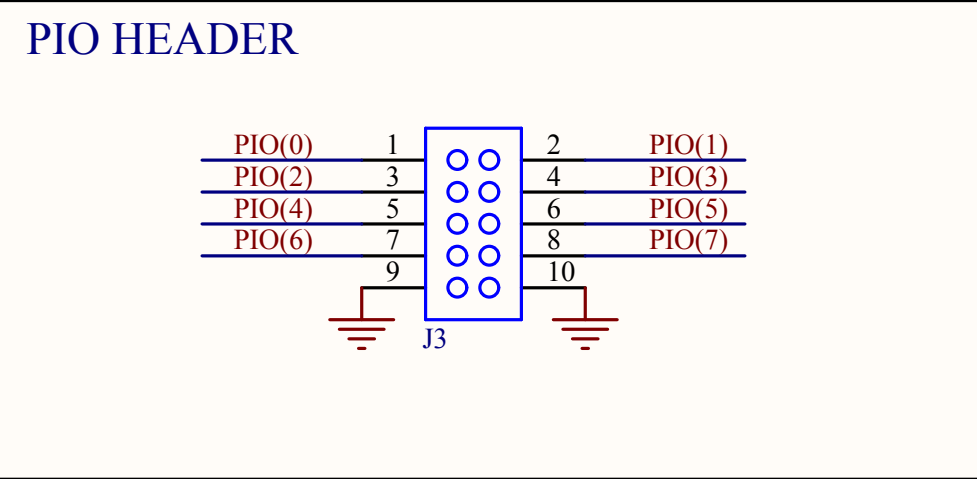 PIO HEADER
PIO(0) 1 2 PIO(1)
PIO(2) 3 4 PIO(3)
PIO(4) 5 6 PIO(5)
PIO(6) 7 8 PIO(7)
9 10
J3